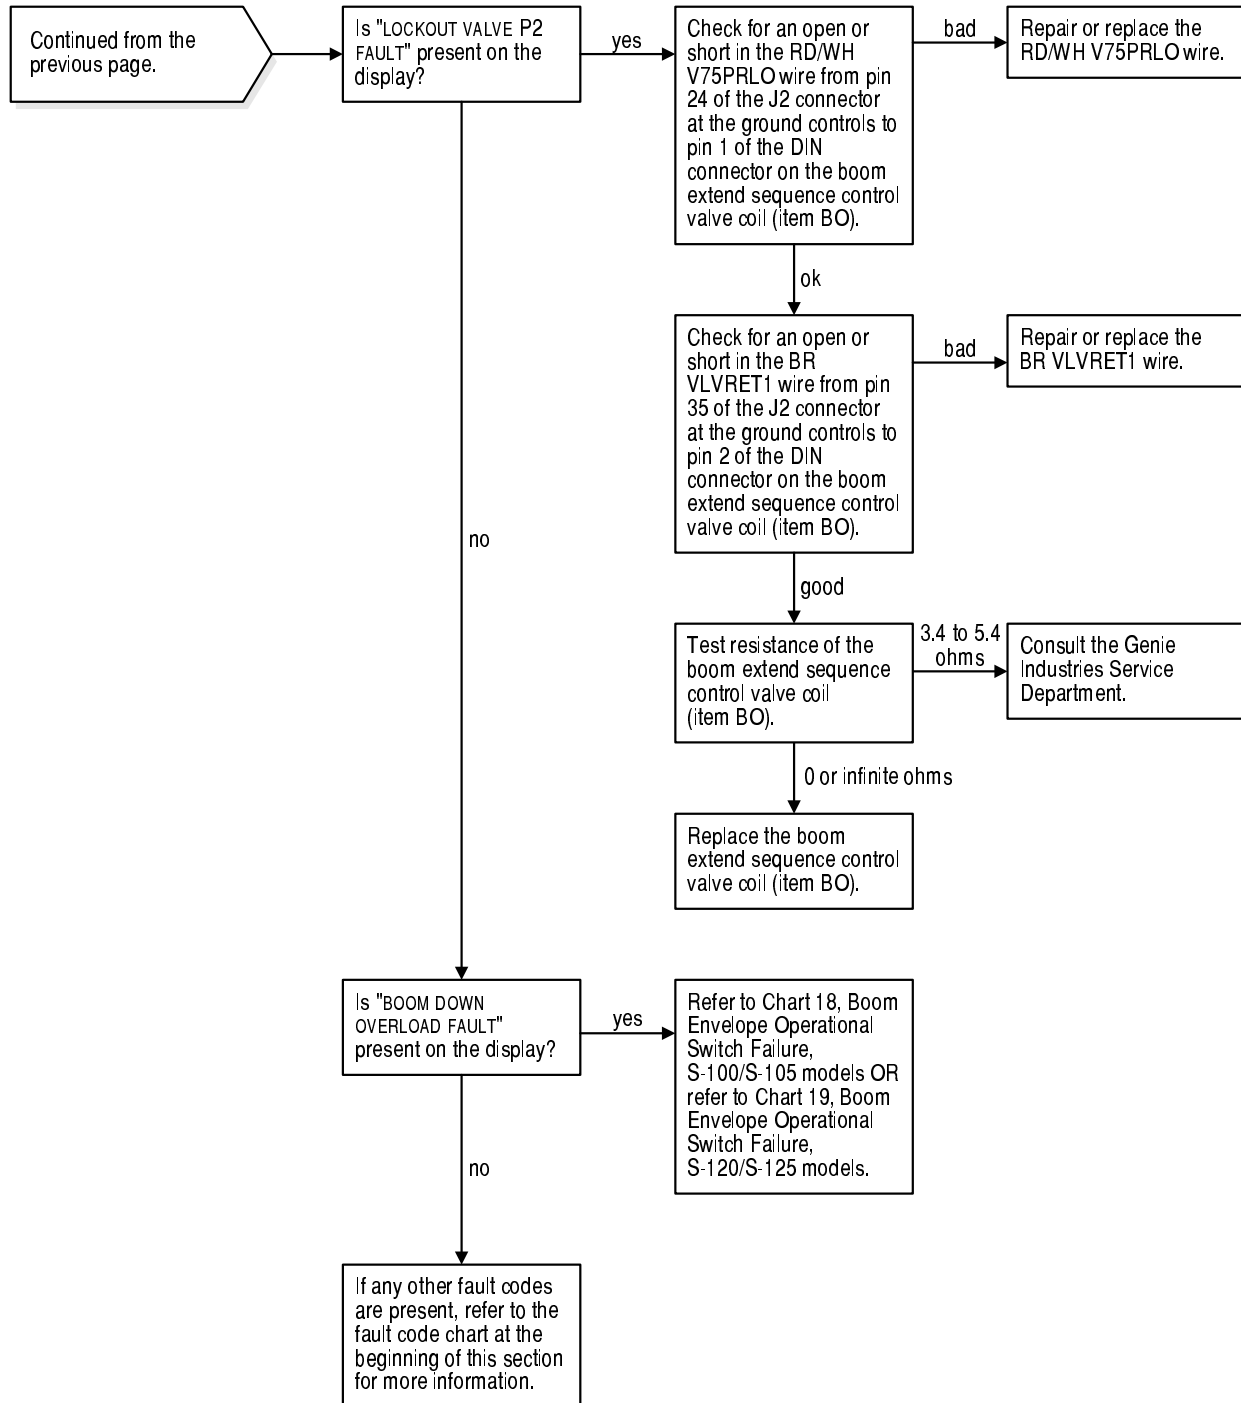 Continued from the
previous page.
Is "LOCKOUT VALVE P2
FAULT" present on the
display?
yes
Check for an open or
short in the RD/WH
V75PRLO wire from pin
24 of the J2 connector
at the ground controls to
pin 1 of the DIN
connector on the boom
extend sequence control
valve coil (item BO).
bad
Repair or replace the
RD/WH V75PRLO wire.
ok
Check for an open or
short in the BR
VLVRET1 wire from pin
35 of the J2 connector
at the ground controls to
pin 2 of the DIN
connector on the boom
extend sequence control
valve coil (item BO).
bad
Repair or replace the
BR VLVRET1 wire.
no
good
Test resistance of the
boom extend sequence
control valve coil
(item BO).
3.4 to 5.4
ohms
Consult the Genie
Industries Service
Department.
0 or infinite ohms
Replace the boom
extend sequence control
valve coil (item BO).
Is "BOOM DOWN
OVERLOAD FAULT"
present on the display?
yes
Refer to Chart 18, Boom
Envelope Operational
Switch Failure,
S-100/S-105 models OR
refer to Chart 19, Boom
Envelope Operational
Switch Failure,
S-120/S-125 models.
no
If any other fault codes
are present, refer to the
fault code chart at the
beginning of this section
for more information.